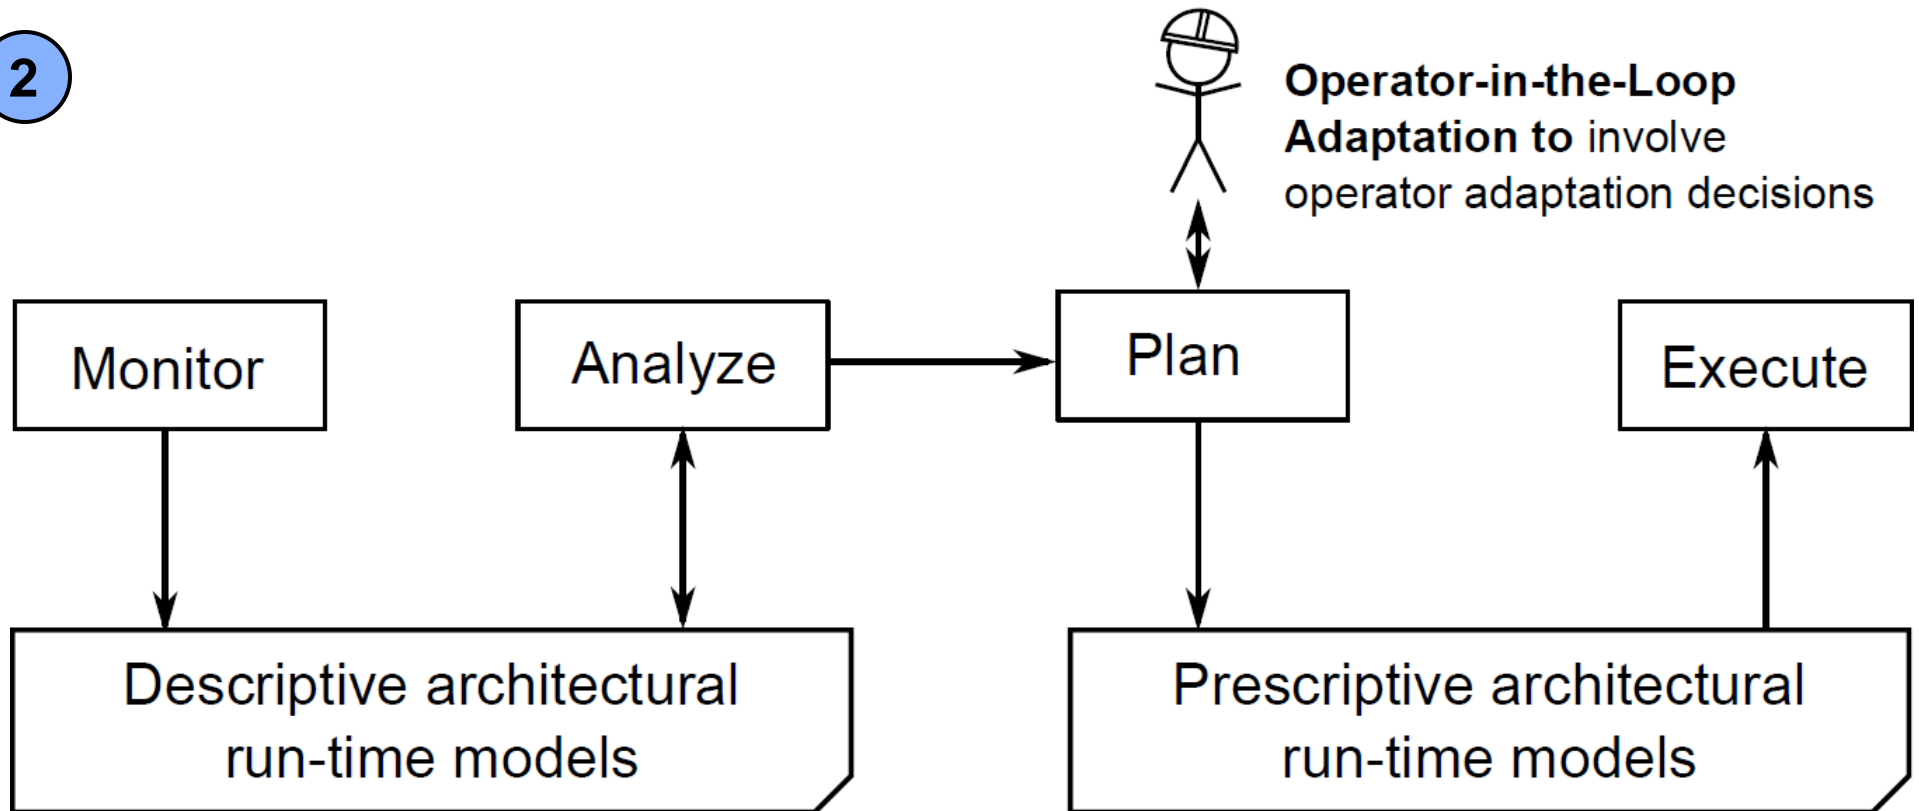 2
Operator-in-the-Loop
Adaptation to involve
operator adaptation decisions
Monitor
Analyze
Plan
Execute
Descriptive architectural
run-time models
Prescriptive architectural
run-time models